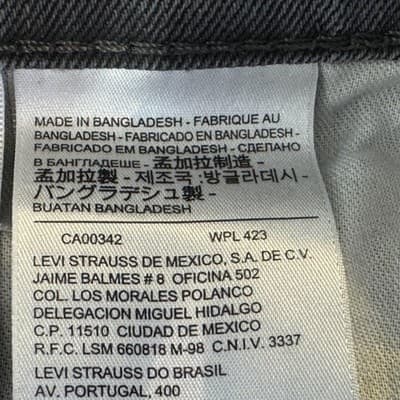 MADE IN BANGLADESH - FABRIQUE AU
BANGLADESH - FABRICADO EN BANGLADESH -
FABRICADO EM BANGLADESH - СДЕЛАНО
В БАНГЛАДЕШЕ - 孟加拉制造 -
孟加拉製 - 제조국 :방글라데시 -
バングラデシュ製 -
BUATAN BANGLADESH
CA00342 WPL 423
LEVI STRAUSS DE MEXICO, S.A. DE C.V.
JAIME BALMES # 8 OFICINA 502
COL. LOS MORALES POLANCO
DELEGACION MIGUEL HIDALGO
C.P. 11510 CIUDAD DE MEXICO
R.F.C. LSM 660818 M-98 C.N.I.V. 3337
LEVI STRAUSS DO BRASIL
AV. PORTUGAL, 400